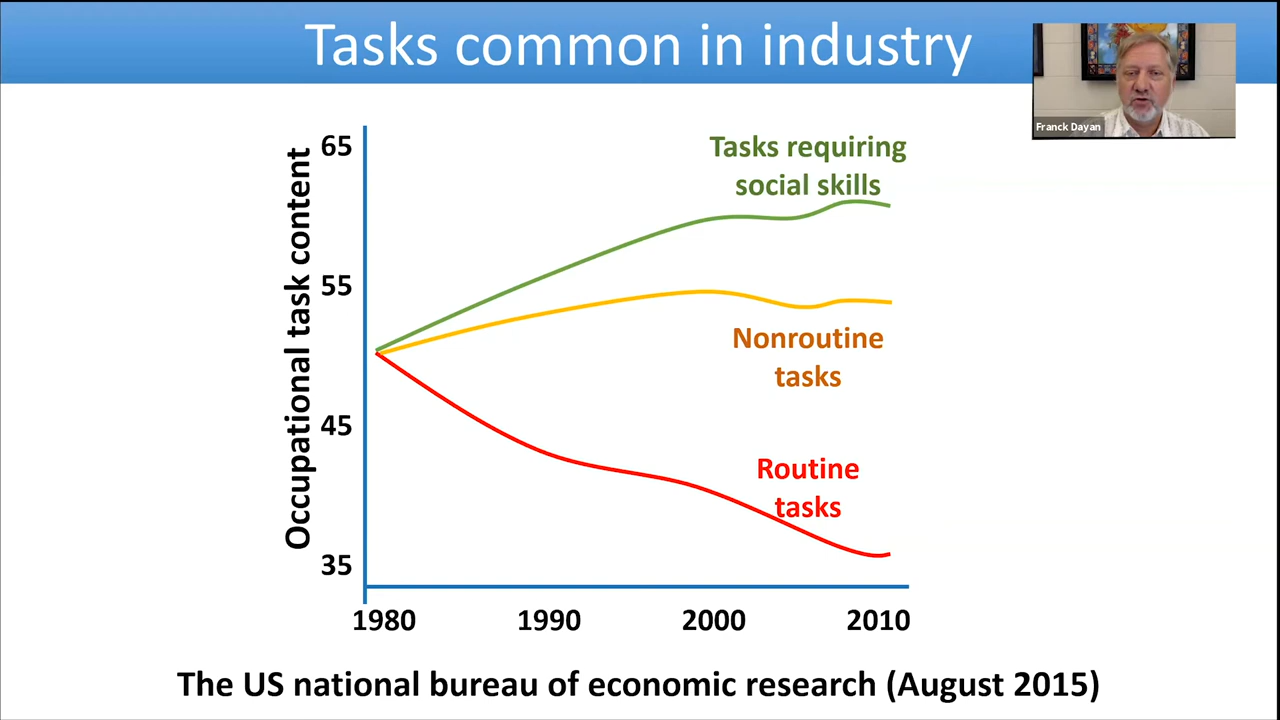 Tasks common in industry
Franck Dayan
Occupational task content
65
55
45
35
Tasks requiring
social skills
Nonroutine
tasks
Routine
tasks
1980
1990
2000
2010
The US national bureau of economic research (August 2015)